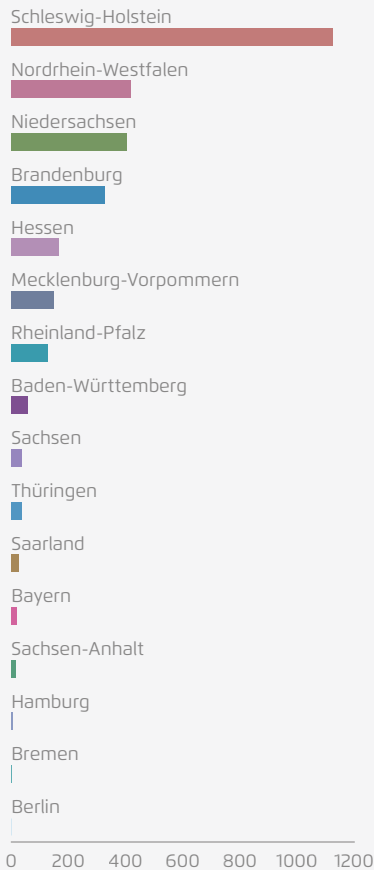 Schleswig-Holstein
Nordrhein-Westfalen
Niedersachsen
Brandenburg
Hessen
Mecklenburg-Vorpommern
Rheinland-Pfalz
Baden-Württemberg
Sachsen
Thüringen
Saarland
Bayern
Sachsen-Anhalt
Hamburg
Bremen
Berlin
0 200 400 600 800 1000 1200